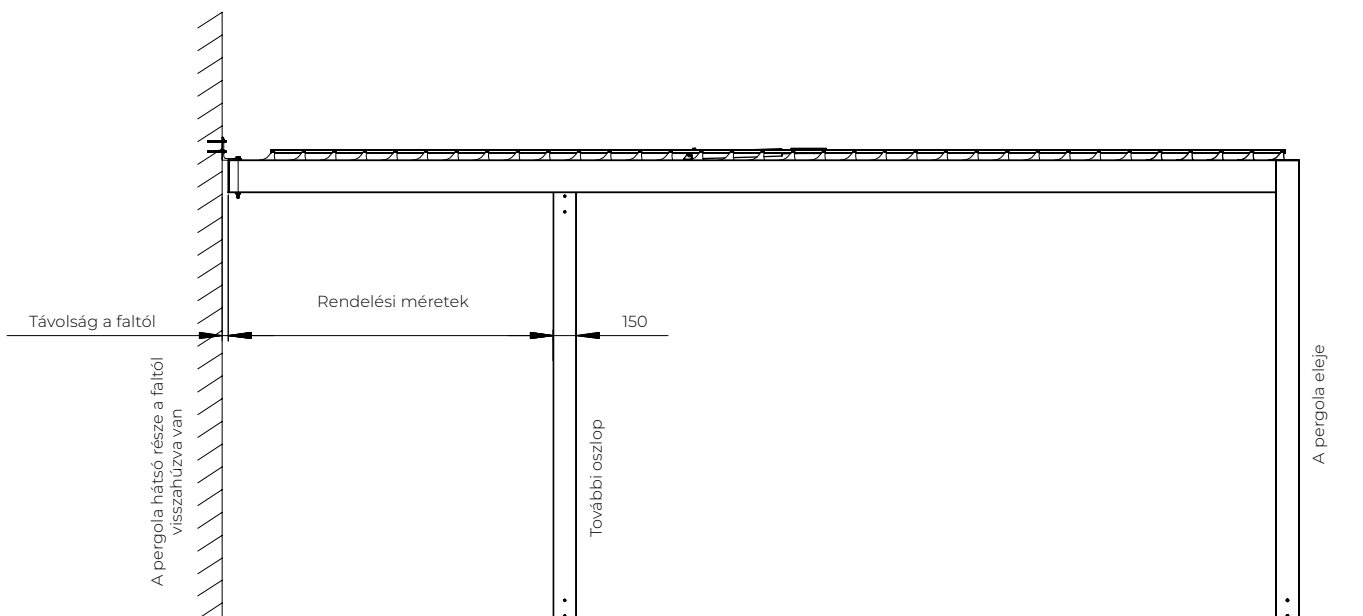 Rendelési méretek
Távolság a faltól
150
A pergola hátsó része a faltól
visszahúzva van
További oszlop
A pergola eleje